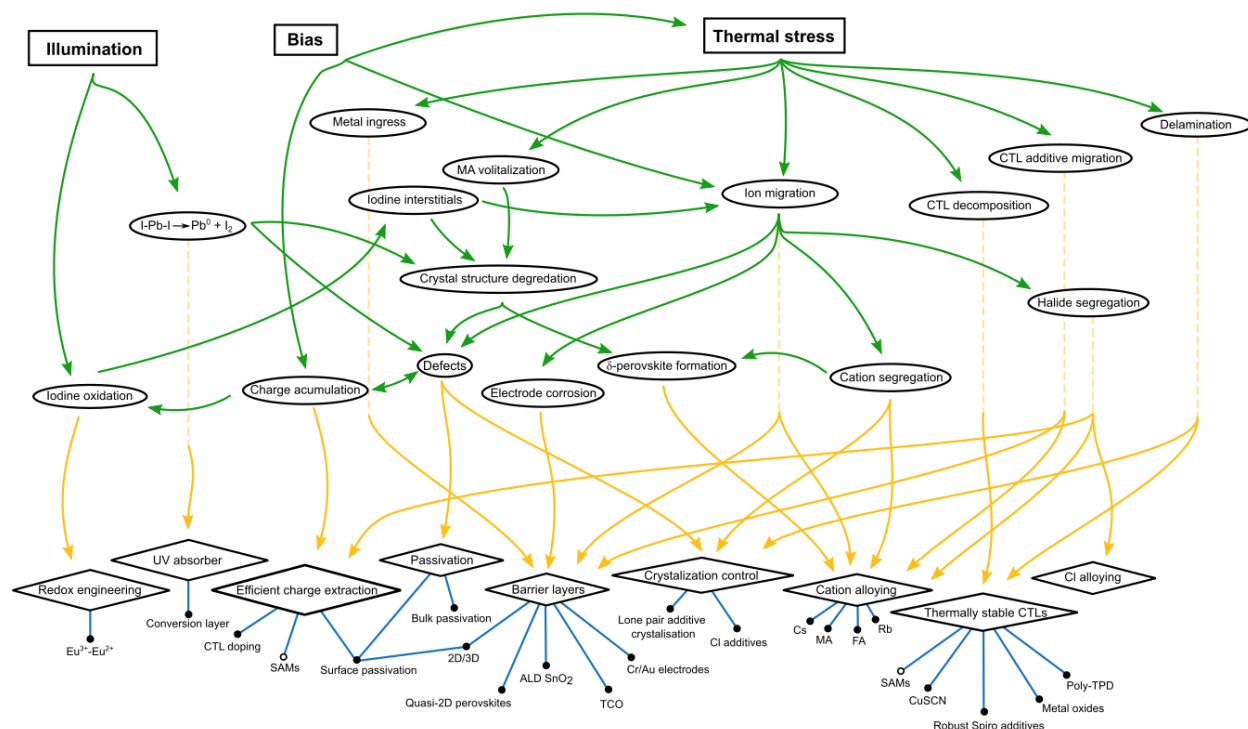 Illumination
Bias
Thermal stress
Metal ingress
Delamination
MA volitalization
CTL additive migration
Iodine interstitials
Ion migration
CTL decomposition
I-Pb-I→Pb⁰ + I₂
Crystal structure degredation
Halide segregation
Defects
δ-perovskite formation
Cation segregation
Iodine oxidation
Charge acumulation
Electrode corrosion
UV absorber
Passivation
Crystalization control
Cl alloying
Redox engineering
Efficient charge extraction
Barrier layers
Cation alloying
Thermally stable CTLs
Conversion layer
Bulk passivation
Lone pair additive
crystalisation
Cl additives
Cs
MA
FA
Rb
Eu³⁺-Eu²⁺
CTL doping
SAMs
Surface passivation
2D/3D
ALD SnO₂
Cr/Au electrodes
Quasi-2D perovskites
TCO
SAMs
CuSCN
Robust Spiro additives
Metal oxides
Poly-TPD